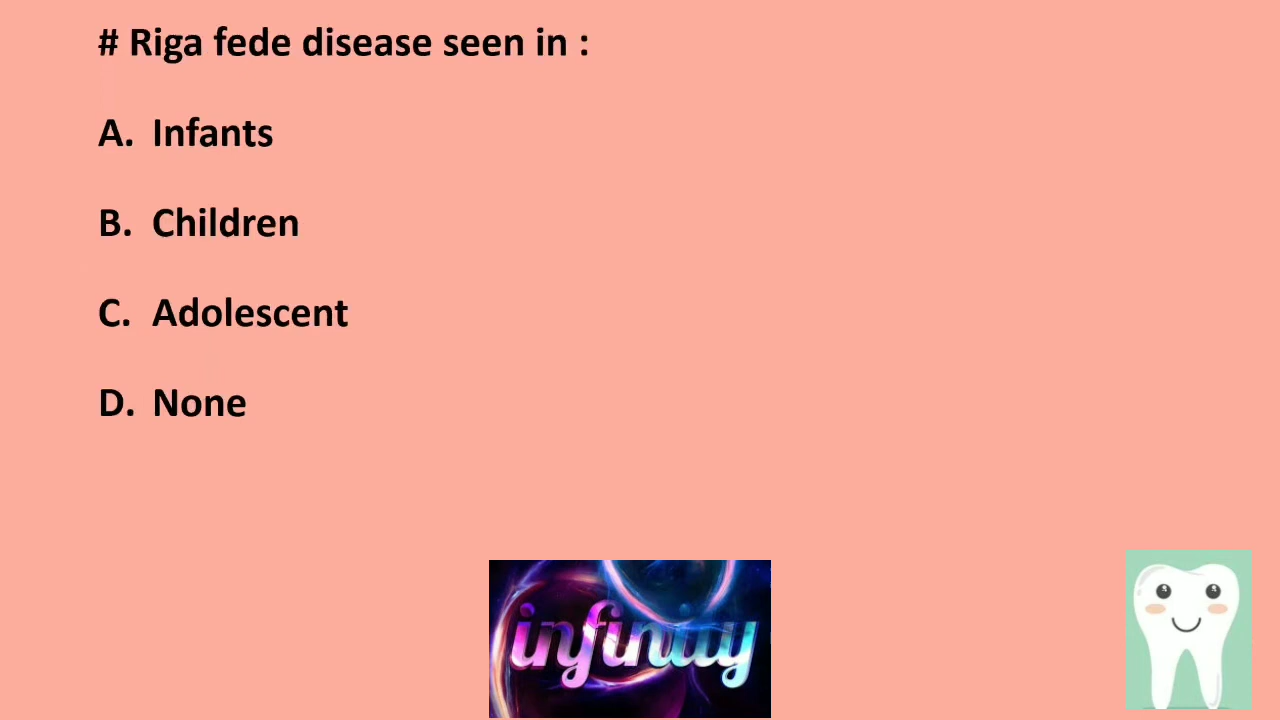 # Riga fede disease seen in :
A. Infants
B. Children
C. Adolescent
D. None
infinity